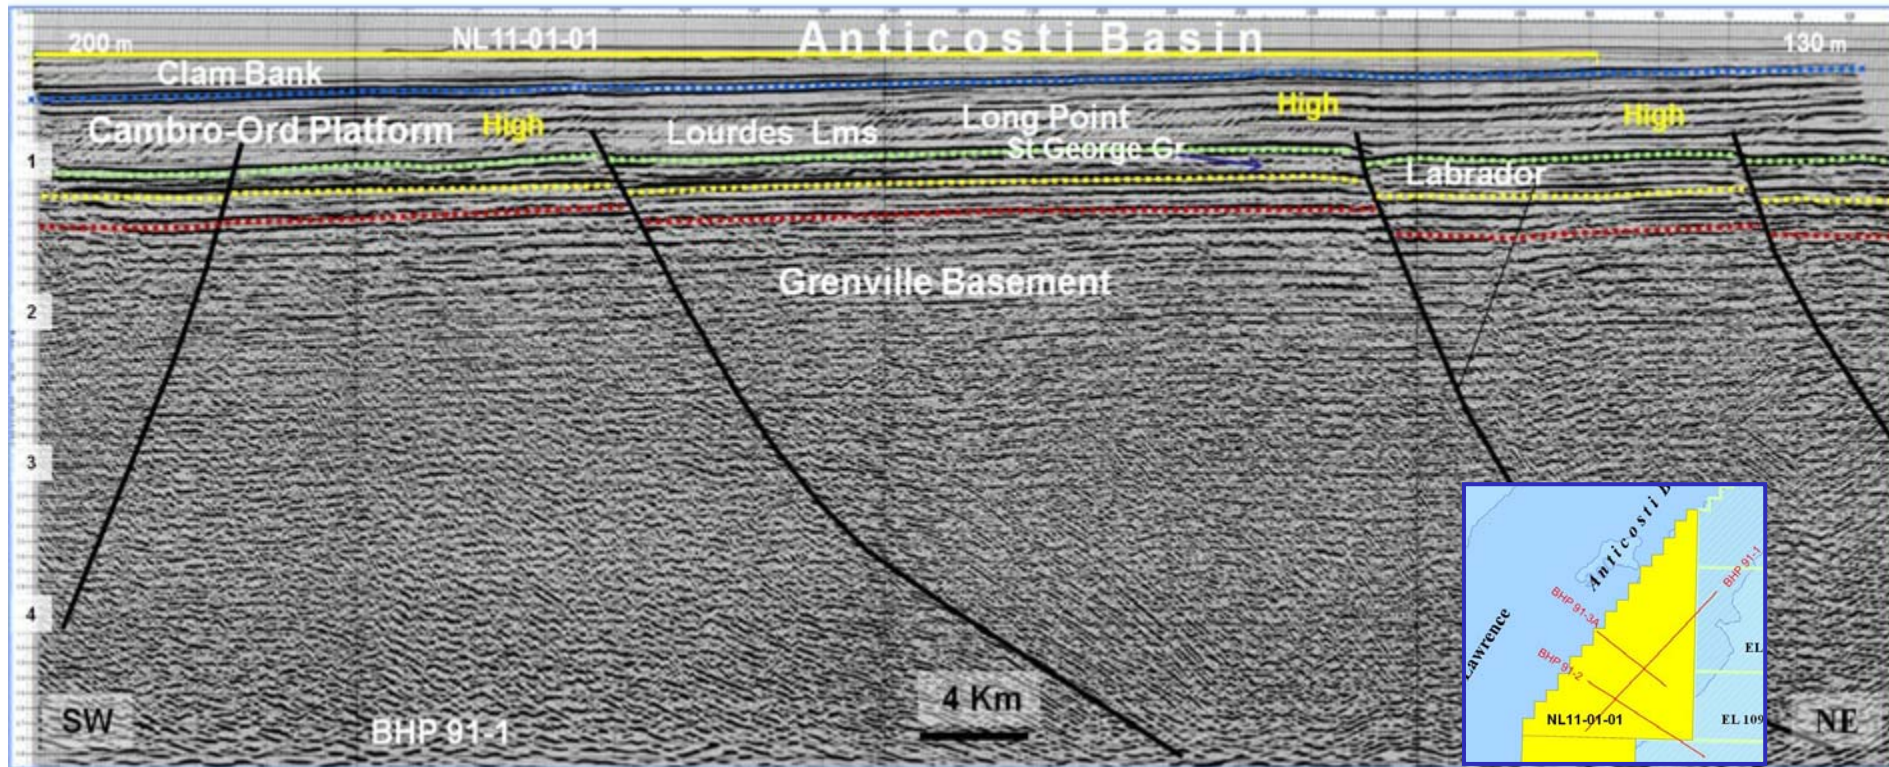 200 m
NL11-01-01
Anticosti Basin
130 m
Clam Bank
Cambro-Ord Platform
High
Lourdes Lms
Long Point
High
High
St George Gr
1
Labrador
Grenville Basement
2
3
4
SW
BHP 91-1
4 Km
NE
Anticosti B
BHP 91-1
BHP 91-3A
Lawrence
BHP 91-2
EL
NL11-01-01
EL 109